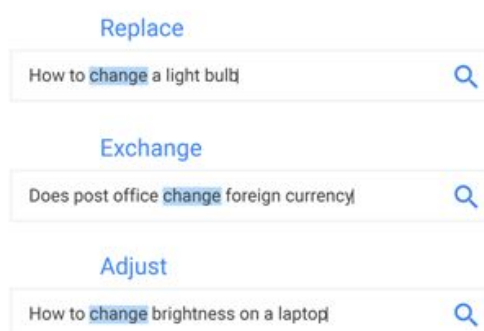 Replace
How to change a light bulb
Exchange
Does post office change foreign currency
Adjust
How to change brightness on a laptop